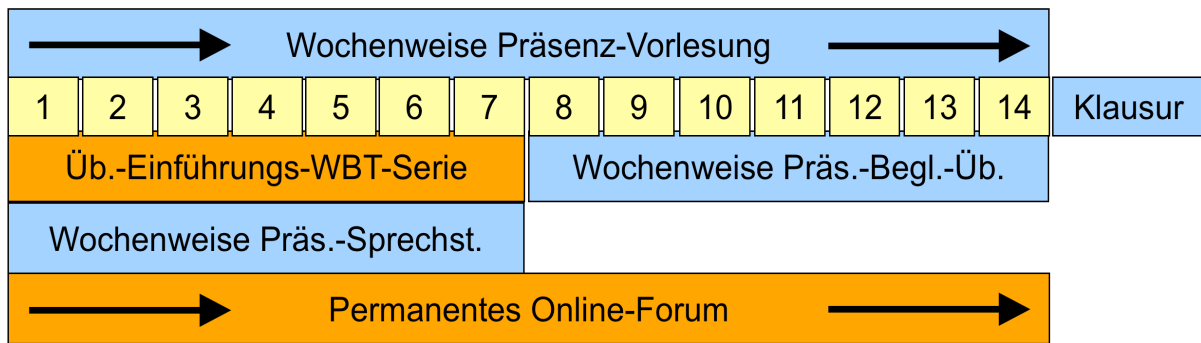 Wochenweise Präsenz-Vorlesung
1 2 3 4 5 6 7 8 9 10 11 12 13 14 Klausur
Üb.-Einführungs-WBT-Serie Wochenweise Präs.-Begl.-Üb.
Wochenweise Präs.-Sprechst.
Permanentes Online-Forum